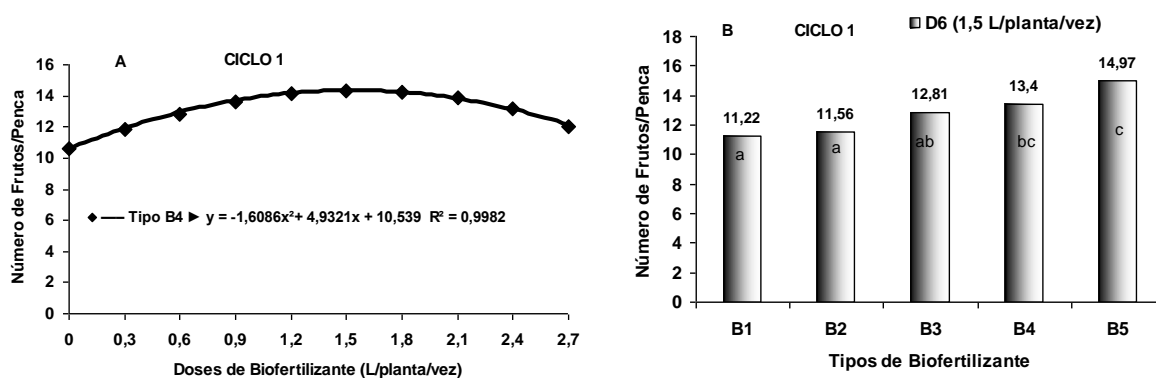 A CICLO 1
Número de Frutos/Penca
16
14
12
10
8
6
4
2
0
Tipo B4 ► y = -1,6086x²+ 4,9321x + 10,539 R² = 0,9982
0 0,3 0,6 0,9 1,2 1,5 1,8 2,1 2,4 2,7
Doses de Biofertilizante (L/planta/vez)
B CICLO 1
D6 (1,5 L/planta/vez)
Número de Frutos/Penca
18
16
14
12
10
8
6
4
2
0
11,22 11,56 12,81 13,4 14,97
a a ab bc c
B1 B2 B3 B4 B5
Tipos de Biofertilizante